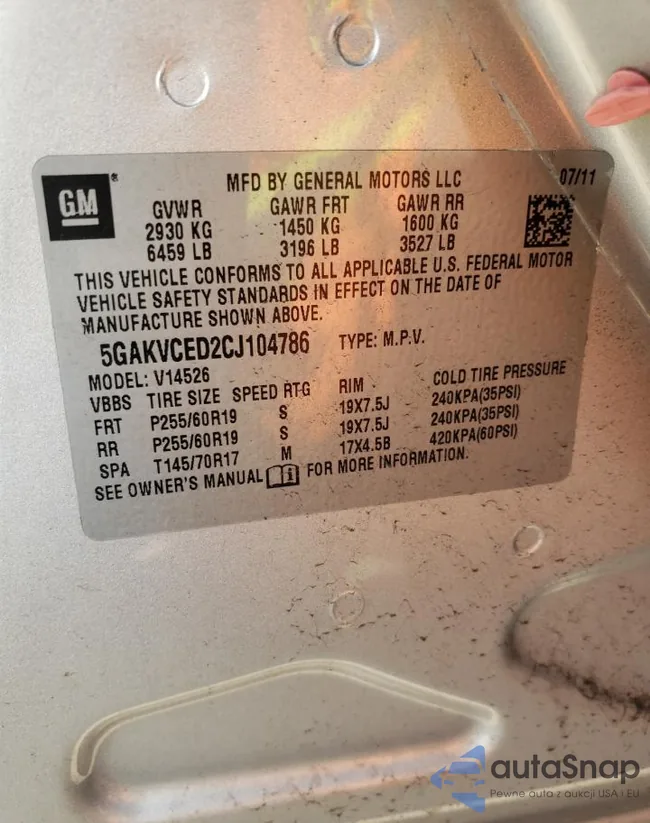 GM®
MFD BY GENERAL MOTORS LLC 07/11
GVWR GAWR FRT GAWR RR
2930 KG 1450 KG 1600 KG
6459 LB 3196 LB 3527 LB
THIS VEHICLE CONFORMS TO ALL APPLICABLE U.S. FEDERAL MOTOR
VEHICLE SAFETY STANDARDS IN EFFECT ON THE DATE OF
MANUFACTURE SHOWN ABOVE.
5GAKVCED2CJ104786 TYPE: M.P.V.
MODEL: V14526
VBBS TIRE SIZE SPEED RTG RIM COLD TIRE PRESSURE
FRT P255/60R19 S 19X7.5J 240KPA(35PSI)
RR P255/60R19 S 19X7.5J 240KPA(35PSI)
SPA T145/70R17 M 17X4.5B 420KPA(60PSI)
SEE OWNER'S MANUAL FOR MORE INFORMATION.
autaSnap
Pewne auta z aukcji USA i EU